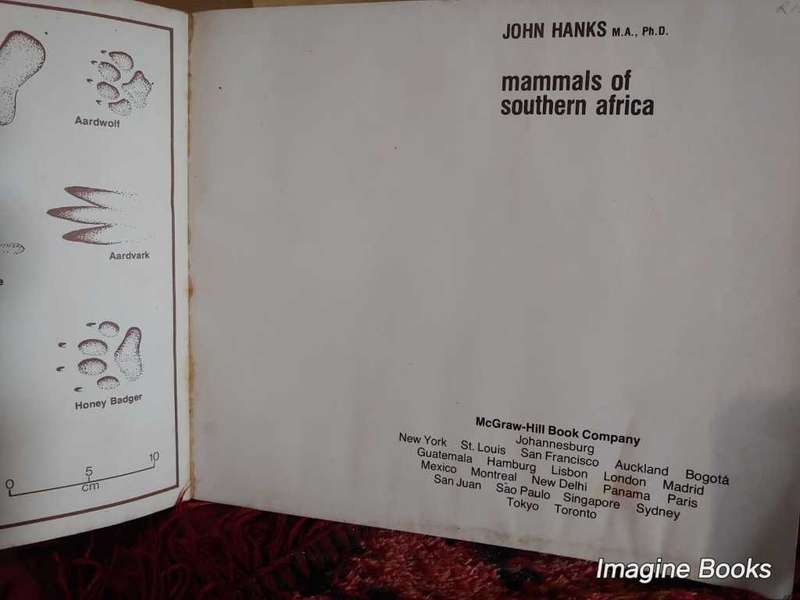 Aardwolf
Aardvark
Honey Badger
0 5 10
cm
JOHN HANKS M.A., Ph.D.
mammals of
southern africa
McGraw-Hill Book Company
Johannesburg
New York St. Louis San Francisco Auckland Bogotá
Guatemala Hamburg Lisbon London Madrid
Mexico Montreal New Delhi Panama Paris
San Juan São Paulo Singapore Sydney
Tokyo Toronto
Imagine Books